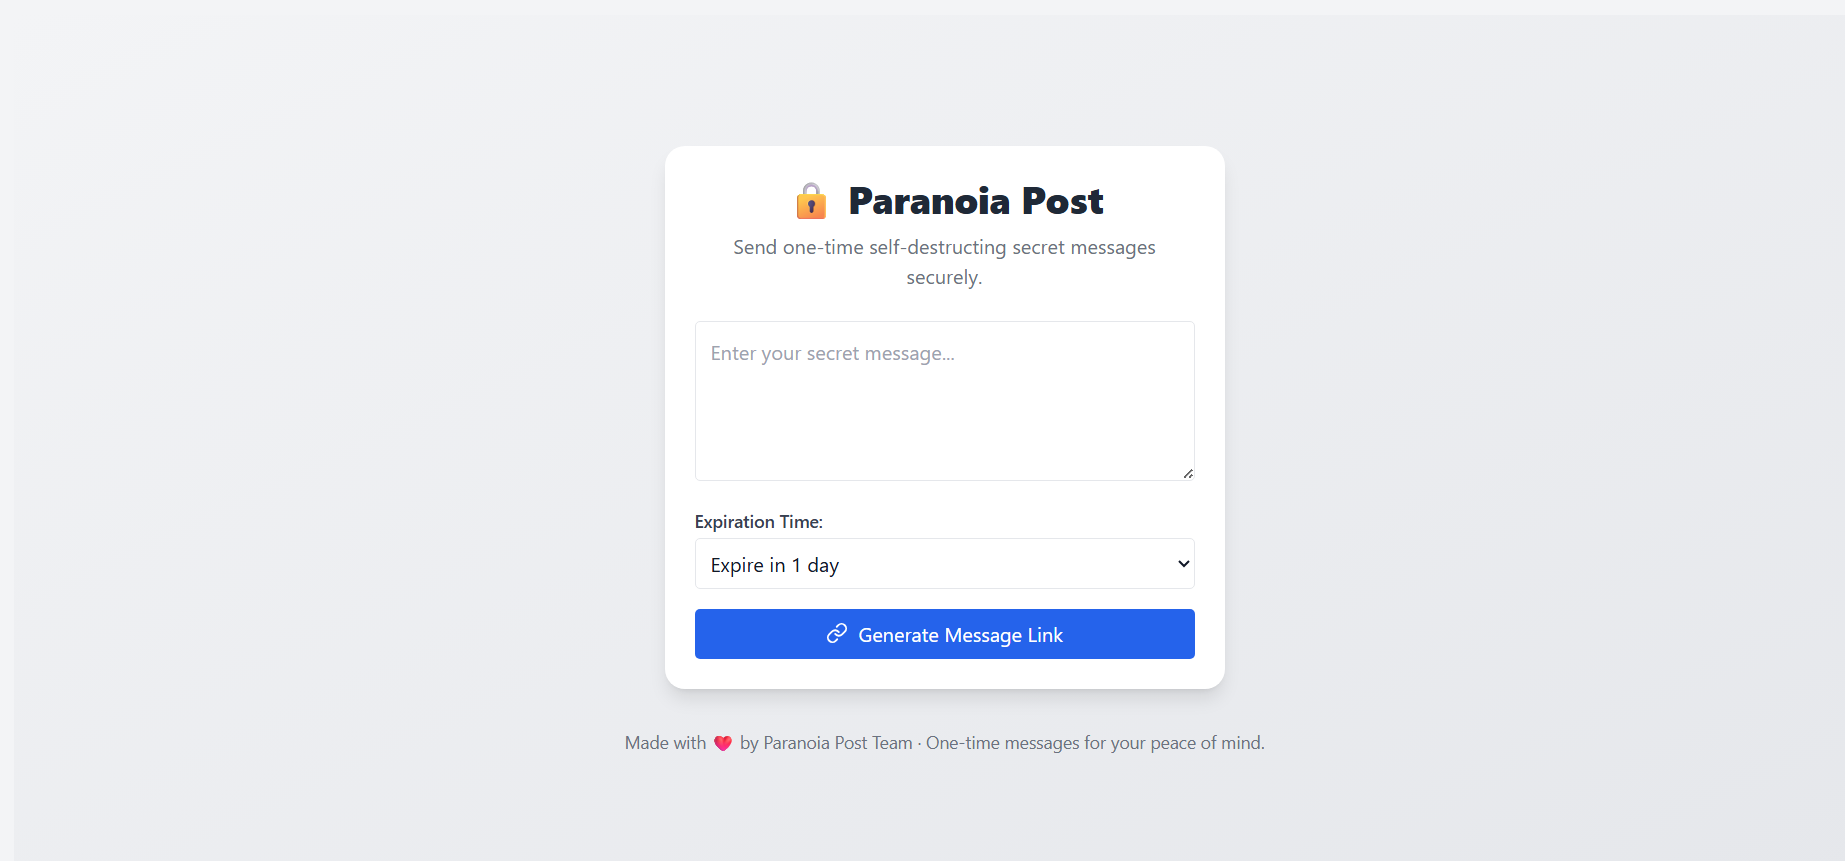 🔒 Paranoia Post
Send one-time self-destructing secret messages
securely.
Enter your secret message...
Expiration Time:
Expire in 1 day
Generate Message Link
Made with ❤️ by Paranoia Post Team · One-time messages for your peace of mind.